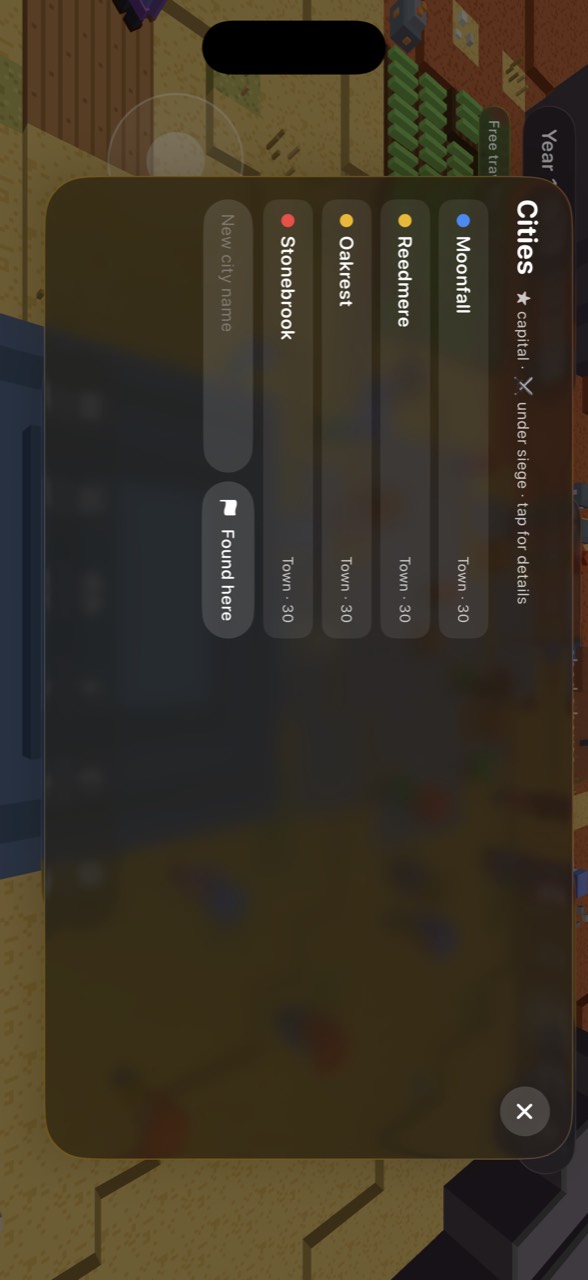 Year
Free tra
Cities ★ capital · ⚔ under siege · tap for details
Moonfall Town · 30
Reedmere Town · 30
Oakrest Town · 30
Stonebrook Town · 30
New city name Found here